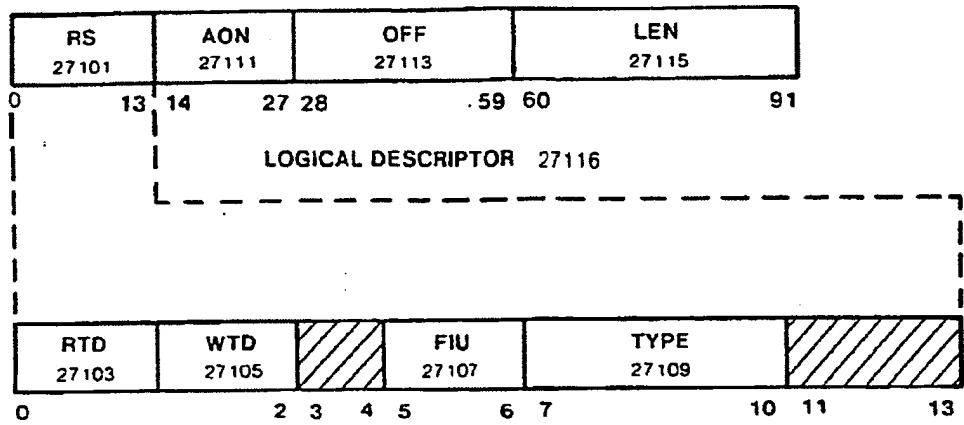 RS AON OFF LEN
27101 27111 27113 27115
0 13 14 27 28 59 60 91
LOGICAL DESCRIPTOR 27116
RTD WTD FIU TYPE
27103 27105 27107 27109
0 2 3 4 5 6 7 10 11 13